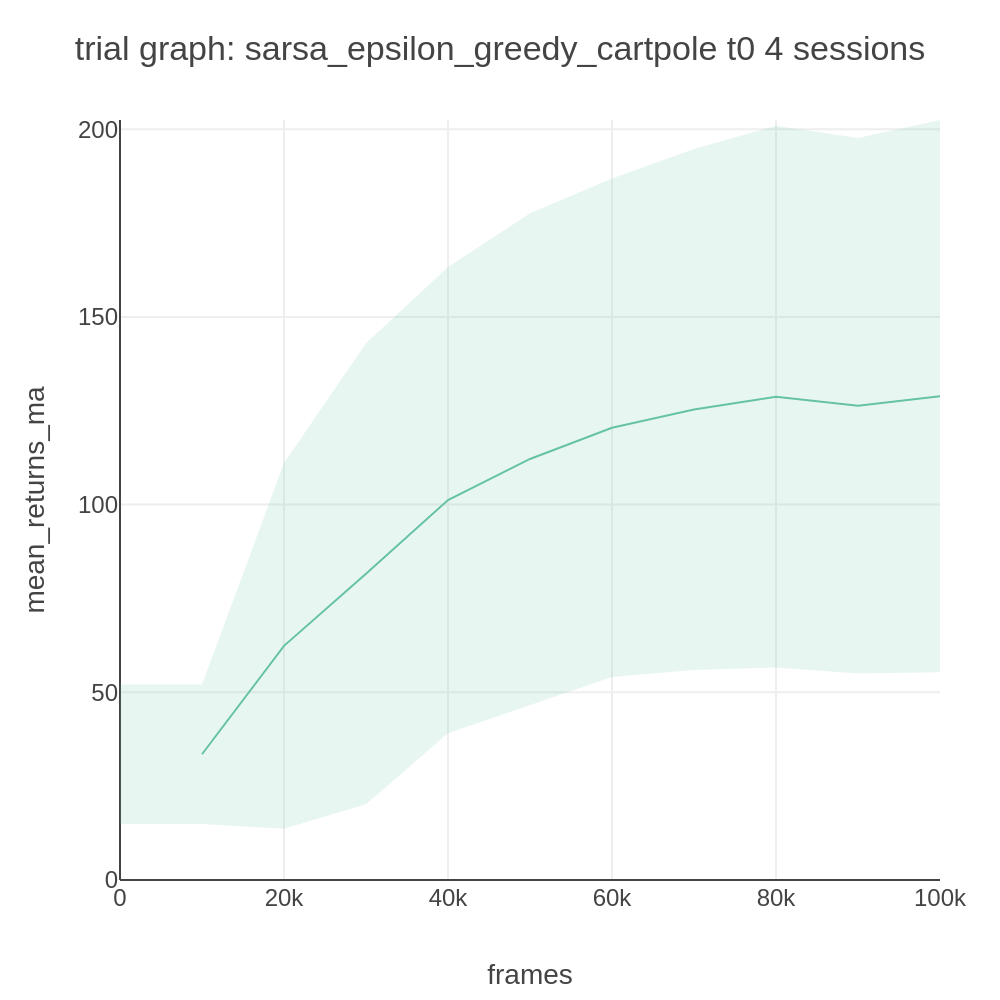 trial graph: sarsa_epsilon_greedy_cartpole t0 4 sessions
200
150
100
50
0
mean_returns_ma
0 20k 40k 60k 80k 100k
frames